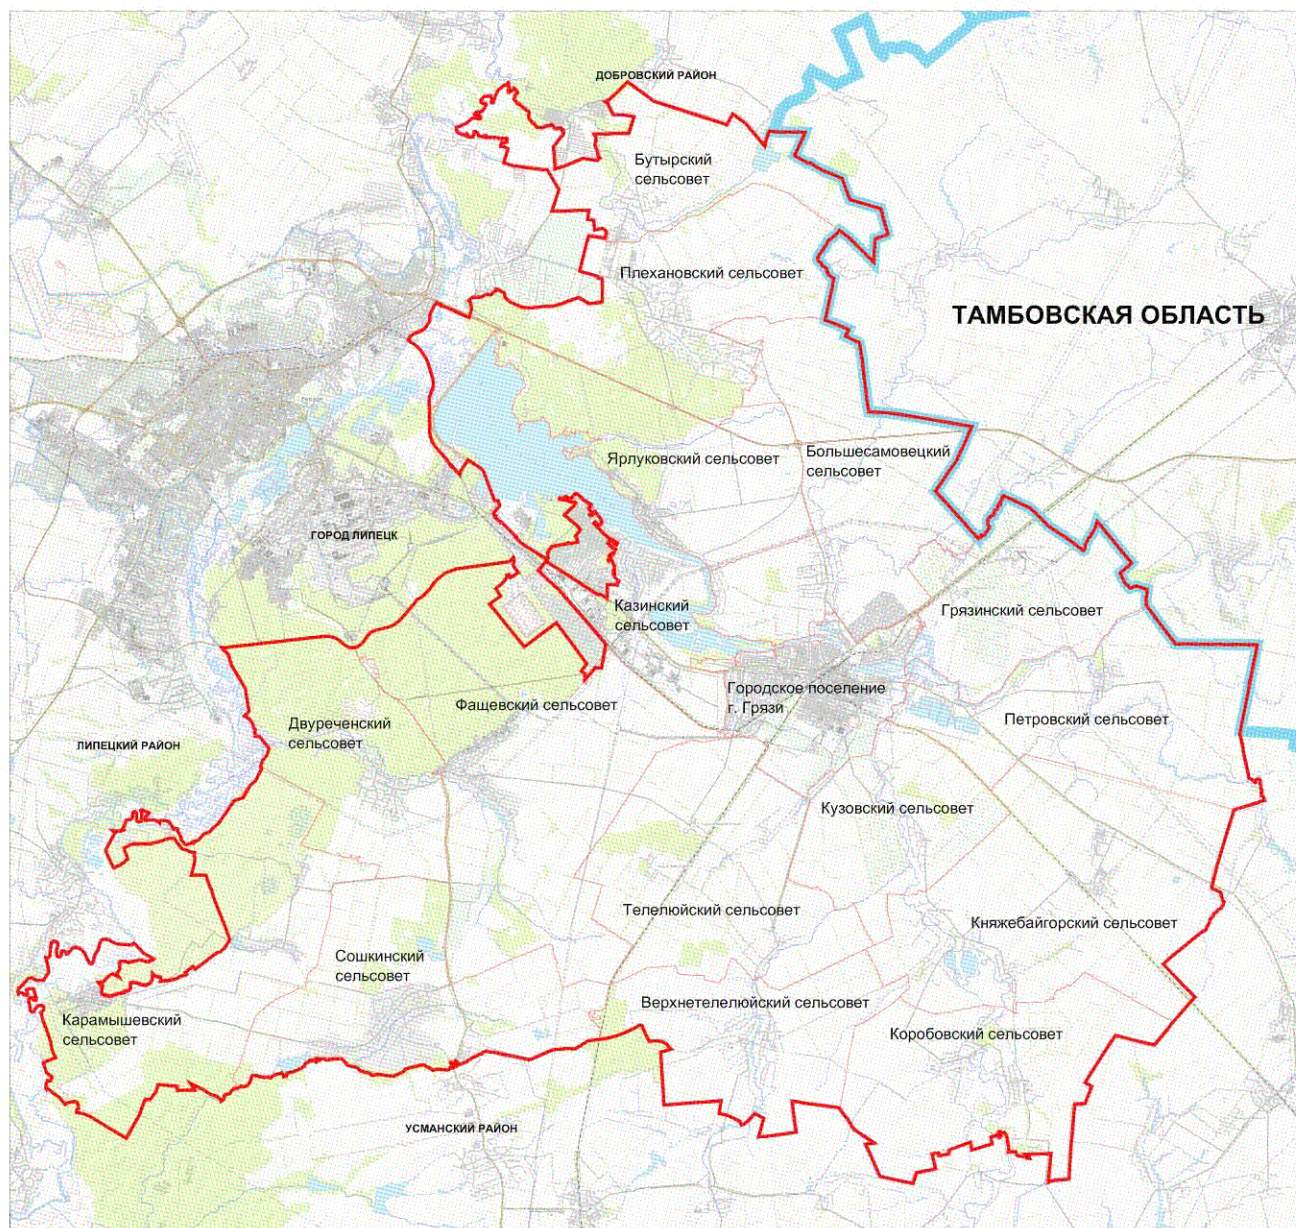 ДОБРОВСКИЙ РАЙОН
Бутырский
сельсовет
Плехановский сельсовет
ТАМБОВСКАЯ ОБЛАСТЬ
Ярлуковский сельсовет
Большесамовецкий
сельсовет
ГОРОД ЛИПЕЦК
Казинский
сельсовет
Грязинский сельсовет
Городское поселение
г. Грязи
Фащевский сельсовет
Двуреченский
сельсовет
Петровский сельсовет
ЛИПЕЦКИЙ РАЙОН
Кузовский сельсовет
Телелюйский сельсовет
Княжебайгорский сельсовет
Сошкинский
сельсовет
Верхнетелелюйский сельсовет
Карамышевский
сельсовет
Коробовский сельсовет
УСМАНСКИЙ РАЙОН